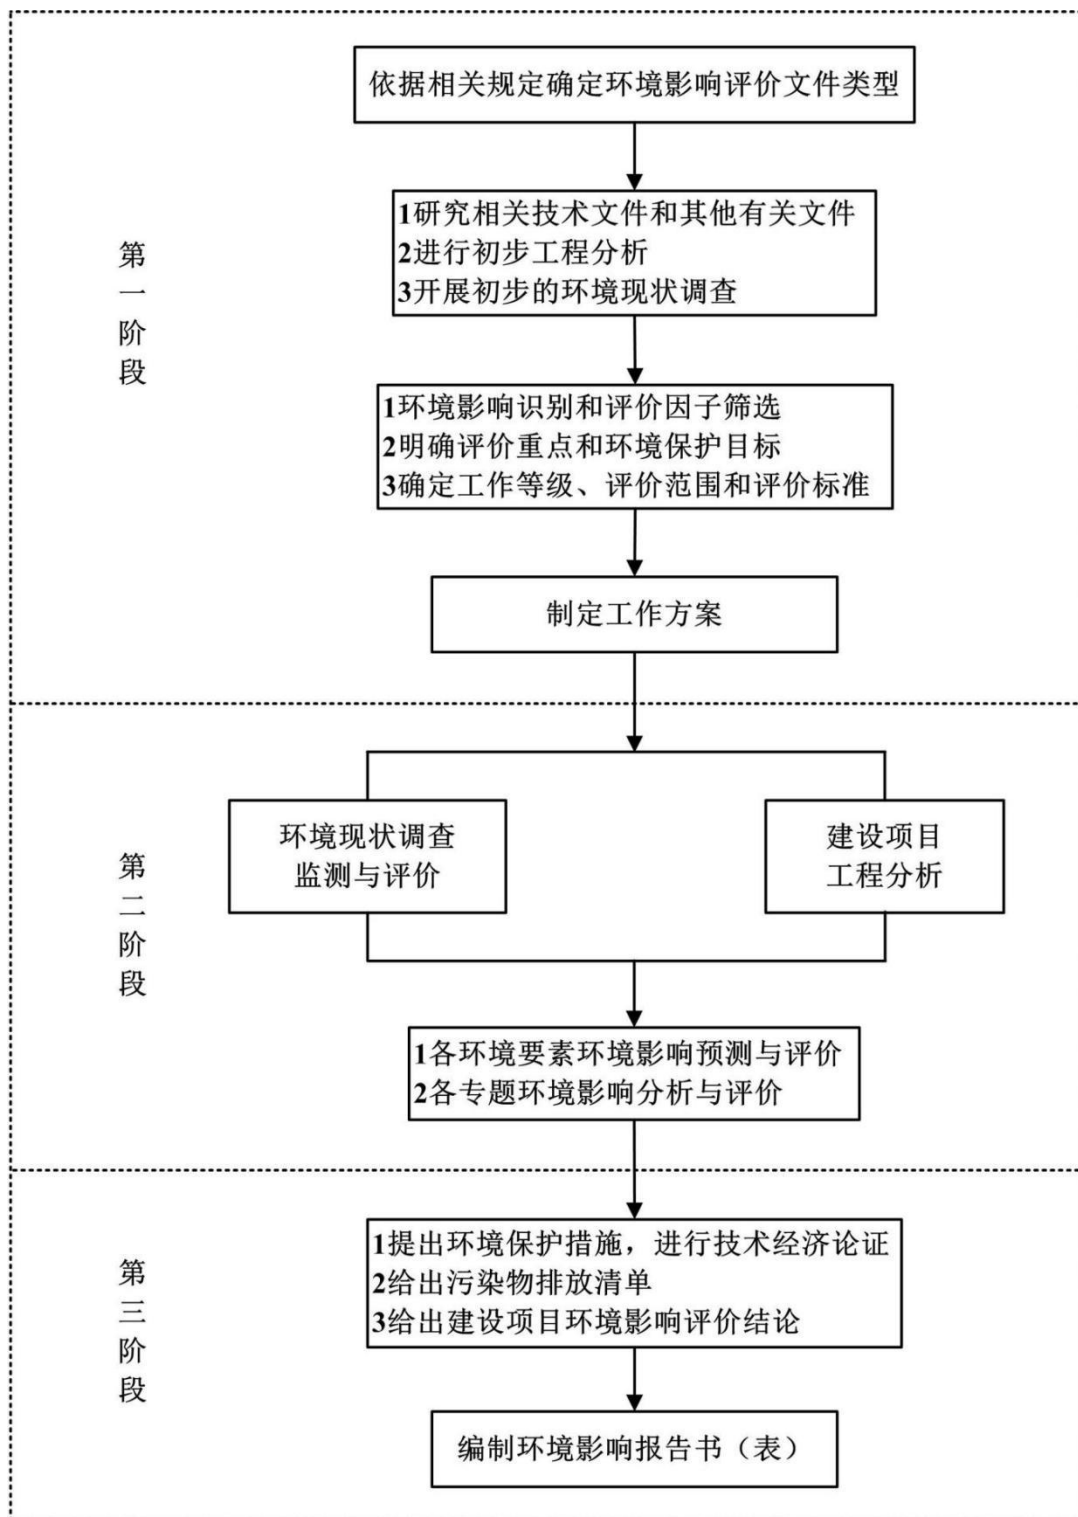 依据相关规定确定环境影响评价文件类型
1研究相关技术文件和其他有关文件
2进行初步工程分析
3开展初步的环境现状调查
第一阶段
1环境影响识别和评价因子筛选
2明确评价重点和环境保护目标
3确定工作等级、评价范围和评价标准
制定工作方案
环境现状调查
监测与评价
建设项目
工程分析
第二阶段
1各环境要素环境影响预测与评价
2各专题环境影响分析与评价
1提出环境保护措施，进行技术经济论证
2给出污染物排放清单
3给出建设项目环境影响评价结论
第三阶段
编制环境影响报告书（表）